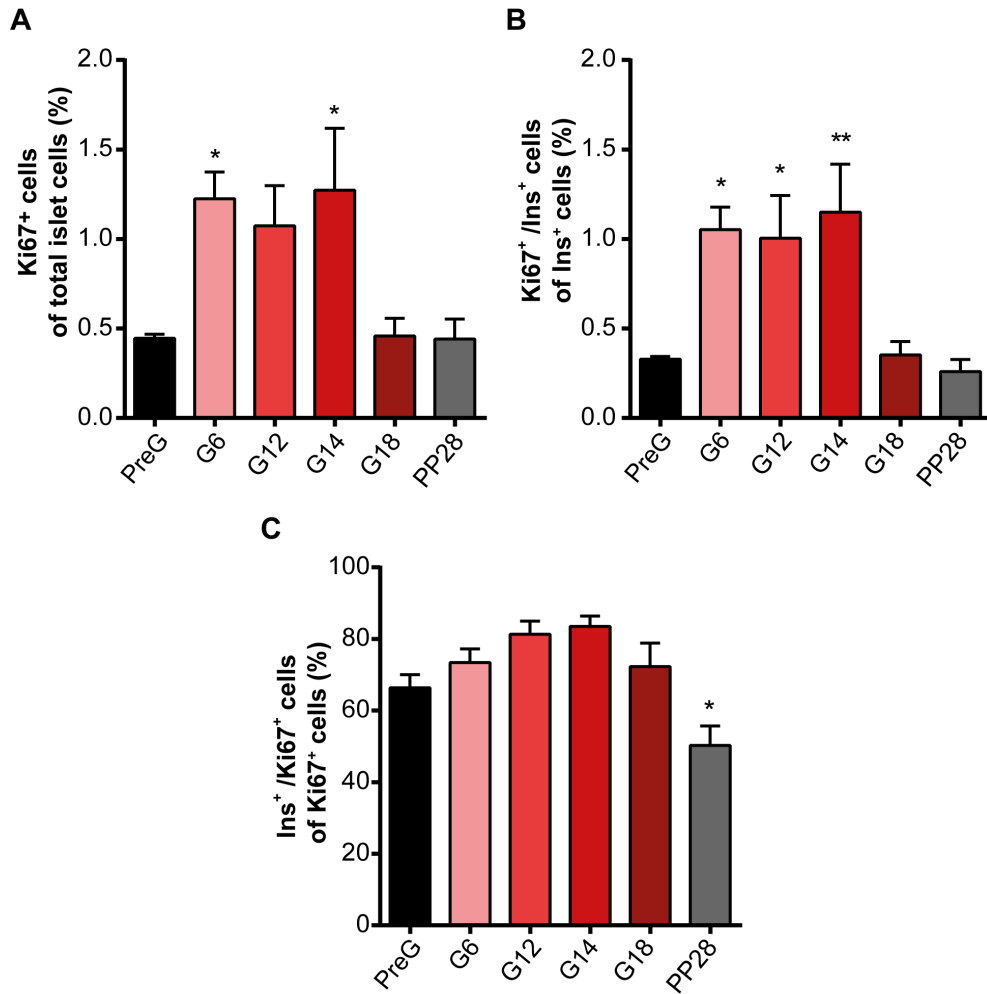 A
Ki67+ cells
of total islet cells (%)
2.0
1.5
1.0
0.5
0.0
*
*
PreG
G6
G12
G14
G18
PP28
B
Ki67⁺ /Ins⁺ cells
of Ins⁺ cells (%)
2.0
1.5
1.0
0.5
0.0
*
*
**
PreG
G6
G12
G14
G18
PP28
C
Ins⁺ /Ki67⁺ cells
of Ki67⁺ cells (%)
100
80
60
40
20
0
*
PreG
G6
G12
G14
G18
PP28